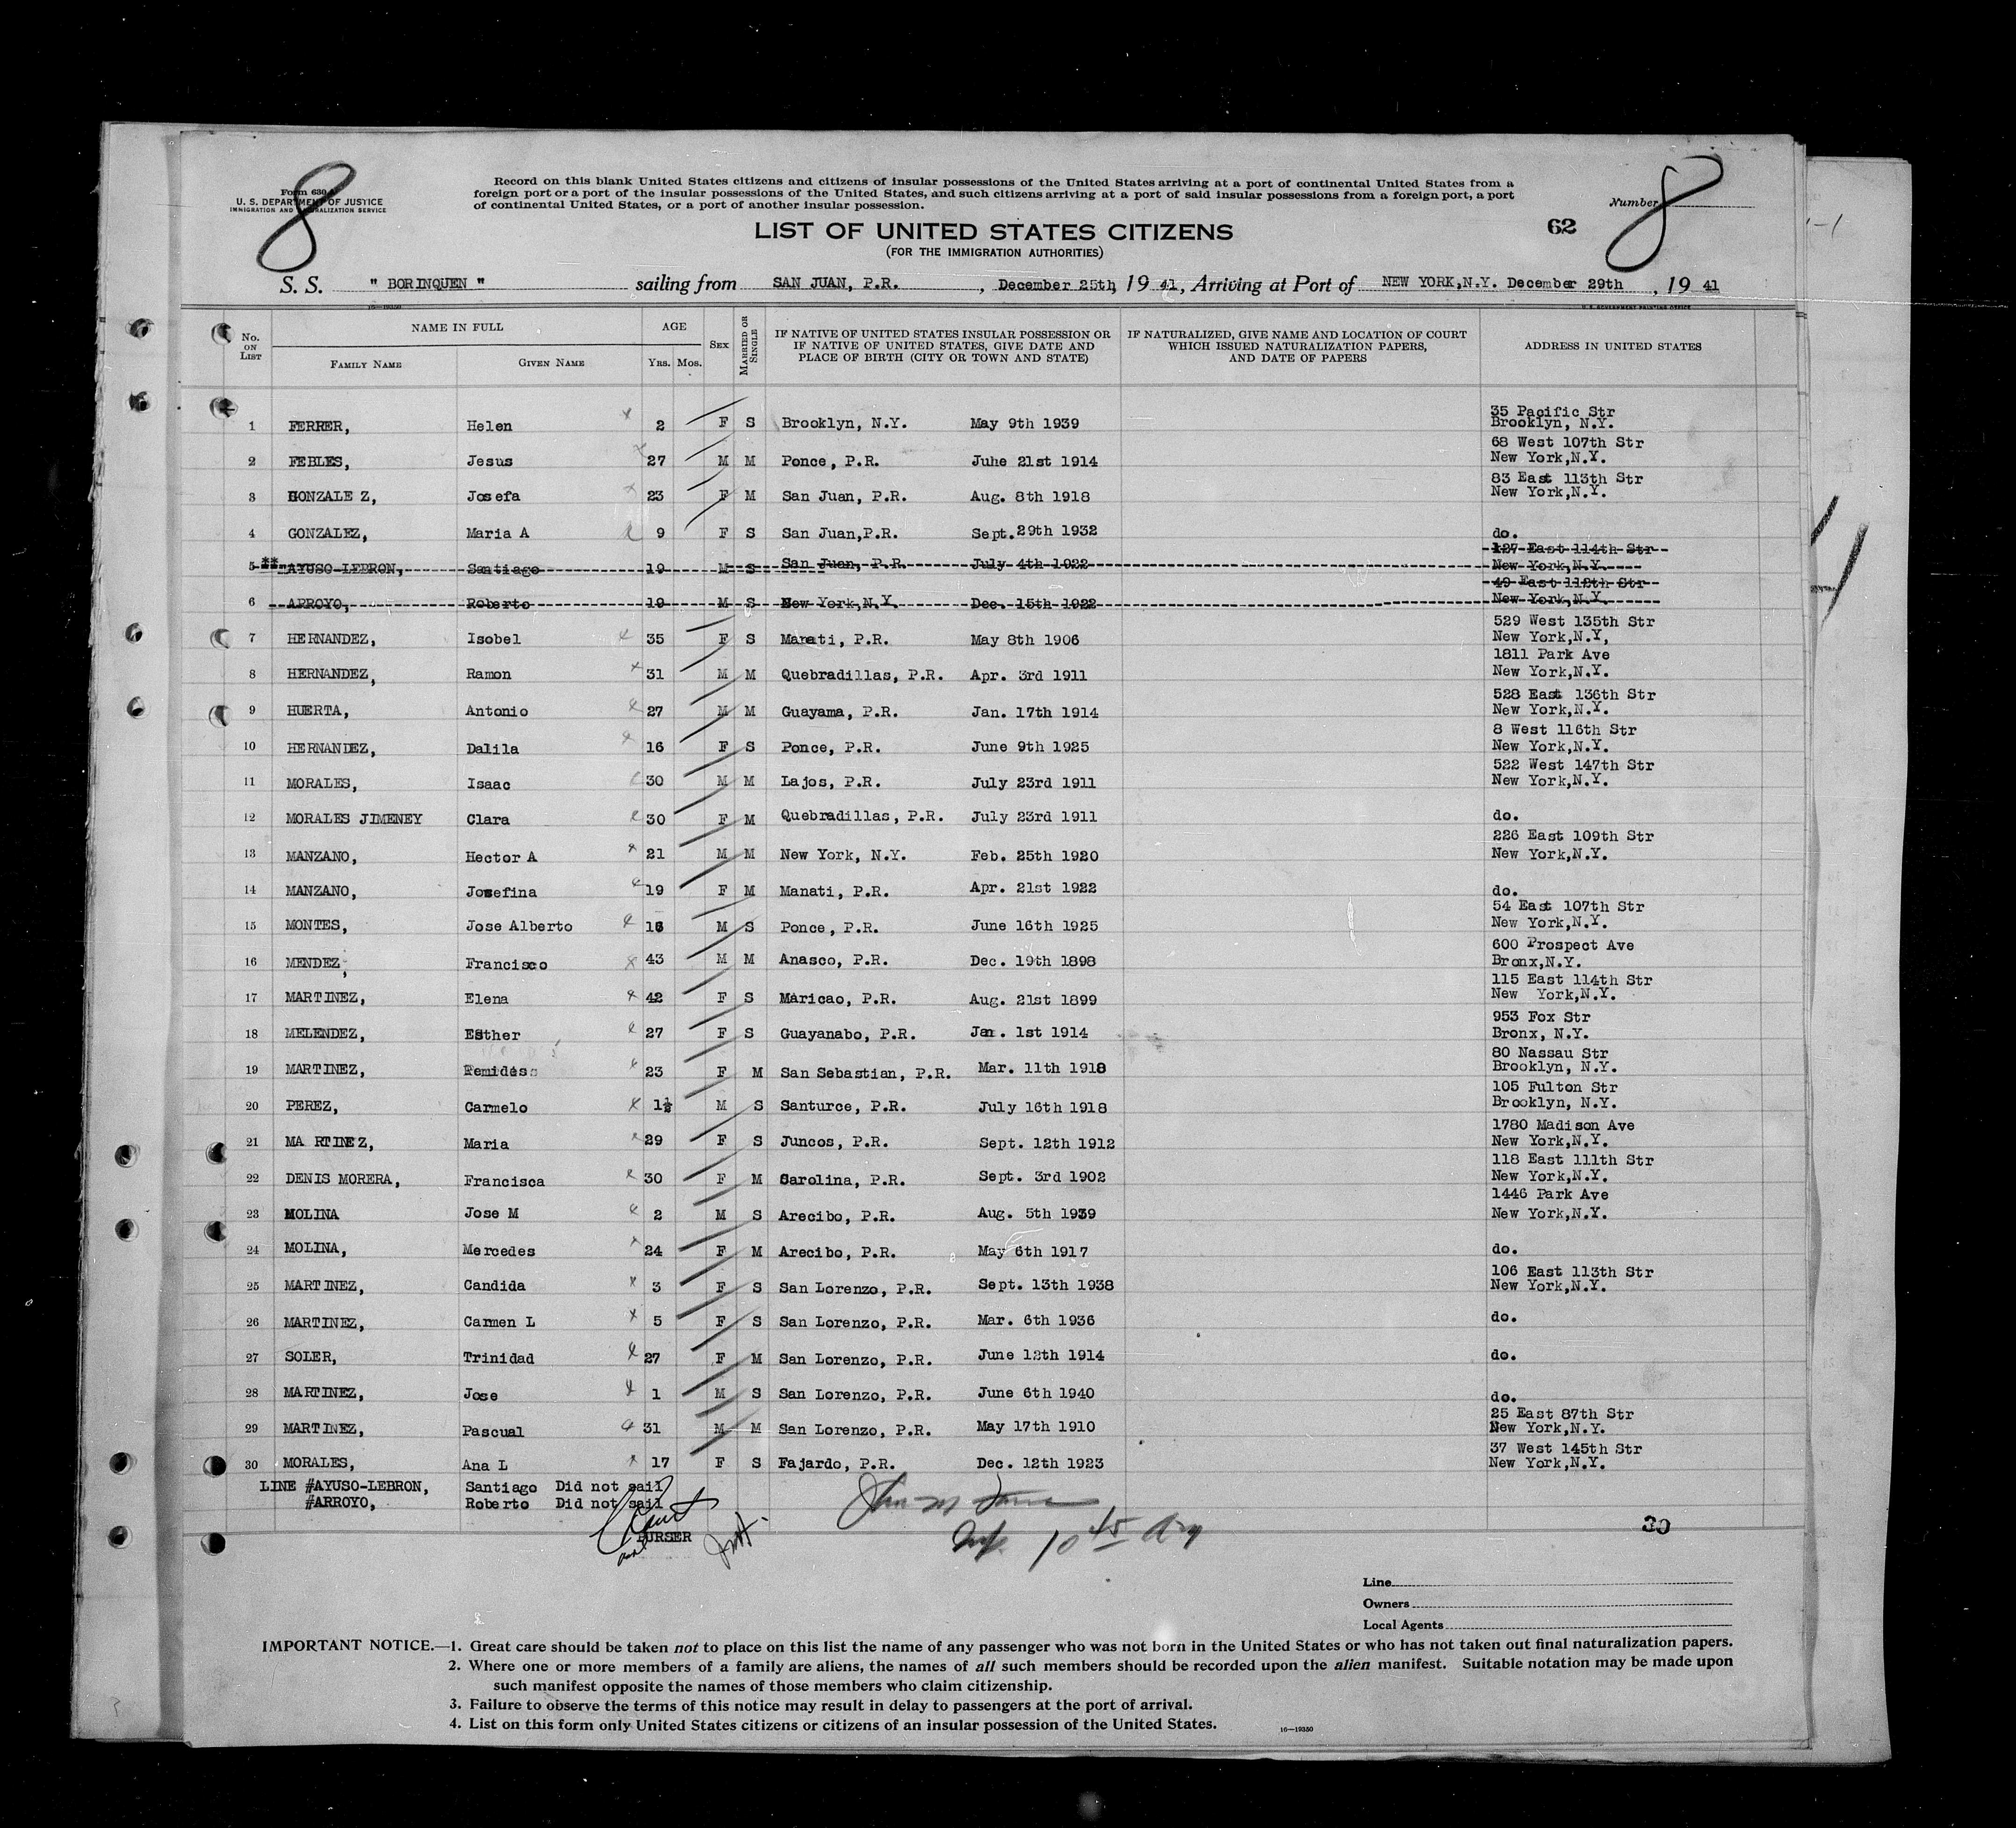 8
Form 630
U. S. DEPARTMENT OF JUSTICE
IMMIGRATION AND NATURALIZATION SERVICE
Record on this blank United States citizens and citizens of insular possessions of the United States arriving at a port of continental United States from a
foreign port or a port of the insular possessions of the United States, and such citizens arriving at a port of said insular possessions from a foreign port, a port
of continental United States, or a port of another insular possession.
Number 8
62
LIST OF UNITED STATES CITIZENS
(FOR THE IMMIGRATION AUTHORITIES)
S. S. " BORINQUEN " sailing from SAN JUAN, P.R. , December 25th, 19 41, Arriving at Port of NEW YORK,N.Y. December 29th , 19 41
16—19350 U. S. GOVERNMENT PRINTING OFFICE
No. ON LIST NAME IN FULL FAMILY NAME GIVEN NAME AGE YRS. MOS. SEX MARRIED OR SINGLE IF NATIVE OF UNITED STATES INSULAR POSSESSION OR IF NATIVE OF UNITED STATES, GIVE DATE AND PLACE OF BIRTH (CITY OR TOWN AND STATE) IF NATURALIZED, GIVE NAME AND LOCATION OF COURT WHICH ISSUED NATURALIZATION PAPERS, AND DATE OF PAPERS ADDRESS IN UNITED STATES
1 FERRER, Helen 2 F S Brooklyn, N.Y. May 9th 1939 35 Pacific Str Brooklyn, N.Y.
2 FEBLES, Jesus 27 M M Ponce, P.R. Juhe 21st 1914 68 West 107th Str New York,N.Y.
3 GONZALE Z, Josefa 23 F M San Juan, P.R. Aug. 8th 1918 83 East 113th Str New York,N.Y.
4 GONZALEZ, Maria A 9 F S San Juan,P.R. Sept.29th 1932 do.
5 **AYUSO-LEBRON, Santiago 19 M S San Juan, P.R. July 4th 1922 127 East 114th Str New York,N.Y.
6 ARROYO, Roberto 19 M S New York,N.Y. Dec. 15th 1922 49 East 112th Str New York,N.Y.
7 HERNANDEZ, Isobel 35 F S Manati, P.R. May 8th 1906 529 West 135th Str New York,N.Y,
8 HERNANDEZ, Ramon 31 M M Quebradillas, P.R. Apr. 3rd 1911 1811 Park Ave New York,N.Y.
9 HUERTA, Antonio 27 M M Guayama, P.R. Jan. 17th 1914 528 East 136th Str New York,N.Y.
10 HERNANDEZ, Dalila 16 F S Ponce, P.R. June 9th 1925 8 West 116th Str New York,N.Y.
11 MORALES, Isaac 30 M M Lajos, P.R. July 23rd 1911 522 West 147th Str New York,N.Y.
12 MORALES JIMENEY Clara 30 F M Quebradillas, P.R. July 23rd 1911 do.
13 MANZANO, Hector A 21 M M New York, N.Y. Feb. 25th 1920 226 East 109th Str New York,N.Y.
14 MANZANO, Josefina 19 F M Manati, P.R. Apr. 21st 1922 do.
15 MONTES, Jose Alberto 16 M S Ponce, P.R. June 16th 1925 54 East 107th Str New York,N.Y.
16 MENDEZ, Francisco 43 M M Anasco, P.R. Dec. 19th 1898 600 Prospect Ave Bronx,N.Y.
17 MARTINEZ, Elena 42 F S Maricao, P.R. Aug. 21st 1899 115 East 114th Str New York,N.Y.
18 MELENDEZ, Esther 27 F S Guayanabo, P.R. Jan. 1st 1914 953 Fox Str Bronx, N.Y.
19 MARTINEZ, 23 F M San Sebastian, P.R. Mar. 11th 1918 80 Nassau Str Brooklyn, N.Y.
20 PEREZ, Carmelo 1½ M S Santurce, P.R. July 16th 1918 105 Fulton Str Brooklyn, N.Y.
21 MA RTINEZ, Maria 29 F S Juncos, P.R. Sept. 12th 1912 1780 Madison Ave New York,N.Y.
22 DENIS MORERA, Francisca 30 F M Carolina, P.R. Sept. 3rd 1902 118 East 111th Str New York,N.Y.
23 MOLINA Jose M 2 M S Arecibo, P.R. Aug. 5th 1939 1446 Park Ave New York,N.Y.
24 MOLINA, Mercedes 24 F M Arecibo, P.R. May 6th 1917 do.
25 MARTINEZ, Candida 3 F S San Lorenzo, P.R. Sept. 13th 1938 106 East 113th Str New York,N.Y.
26 MARTINEZ, Carmen L 5 F S San Lorenzo, P.R. Mar. 6th 1936 do.
27 SOLER, Trinidad 27 F M San Lorenzo, P.R. June 12th 1914 do.
28 MARTINEZ, Jose 1 M S San Lorenzo, P.R. June 6th 1940 do.
29 MARTINEZ, Pascual 31 M M San Lorenzo, P.R. May 17th 1910 25 East 87th Str New York,N.Y.
30 MORALES, Ana L 17 F S Fajardo, P.R. Dec. 12th 1923 37 West 145th Str New York,N.Y.
LINE #AYUSO-LEBRON, Santiago Did not sail
#ARROYO, Roberto Did not sail
PURSER
10 45
30
Line
Owners
Local Agents
IMPORTANT NOTICE.—1. Great care should be taken not to place on this list the name of any passenger who was not born in the United States or who has not taken out final naturalization papers.
2. Where one or more members of a family are aliens, the names of all such members should be recorded upon the alien manifest. Suitable notation may be made upon
such manifest opposite the names of those members who claim citizenship.
3. Failure to observe the terms of this notice may result in delay to passengers at the port of arrival.
4. List on this form only United States citizens or citizens of an insular possession of the United States.
16—19350